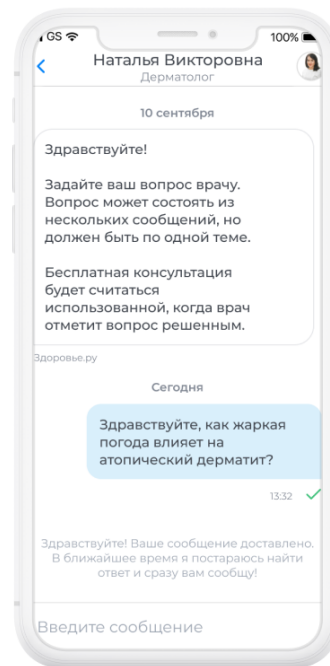 GS 100%
Наталья Викторовна
Дерматолог
10 сентября
Здравствуйте!
Задайте ваш вопрос врачу.
Вопрос может состоять из
нескольких сообщений, но
должен быть по одной теме.
Бесплатная консультация
будет считаться
использованной, когда врач
отметит вопрос решенным.
Здоровье.ру
Сегодня
Здравствуйте, как жаркая
погода влияет на
атопический дерматит?
13:32
Здравствуйте! Ваше сообщение доставлено.
В ближайшее время я постараюсь найти
ответ и сразу вам сообщу!
Введите сообщение